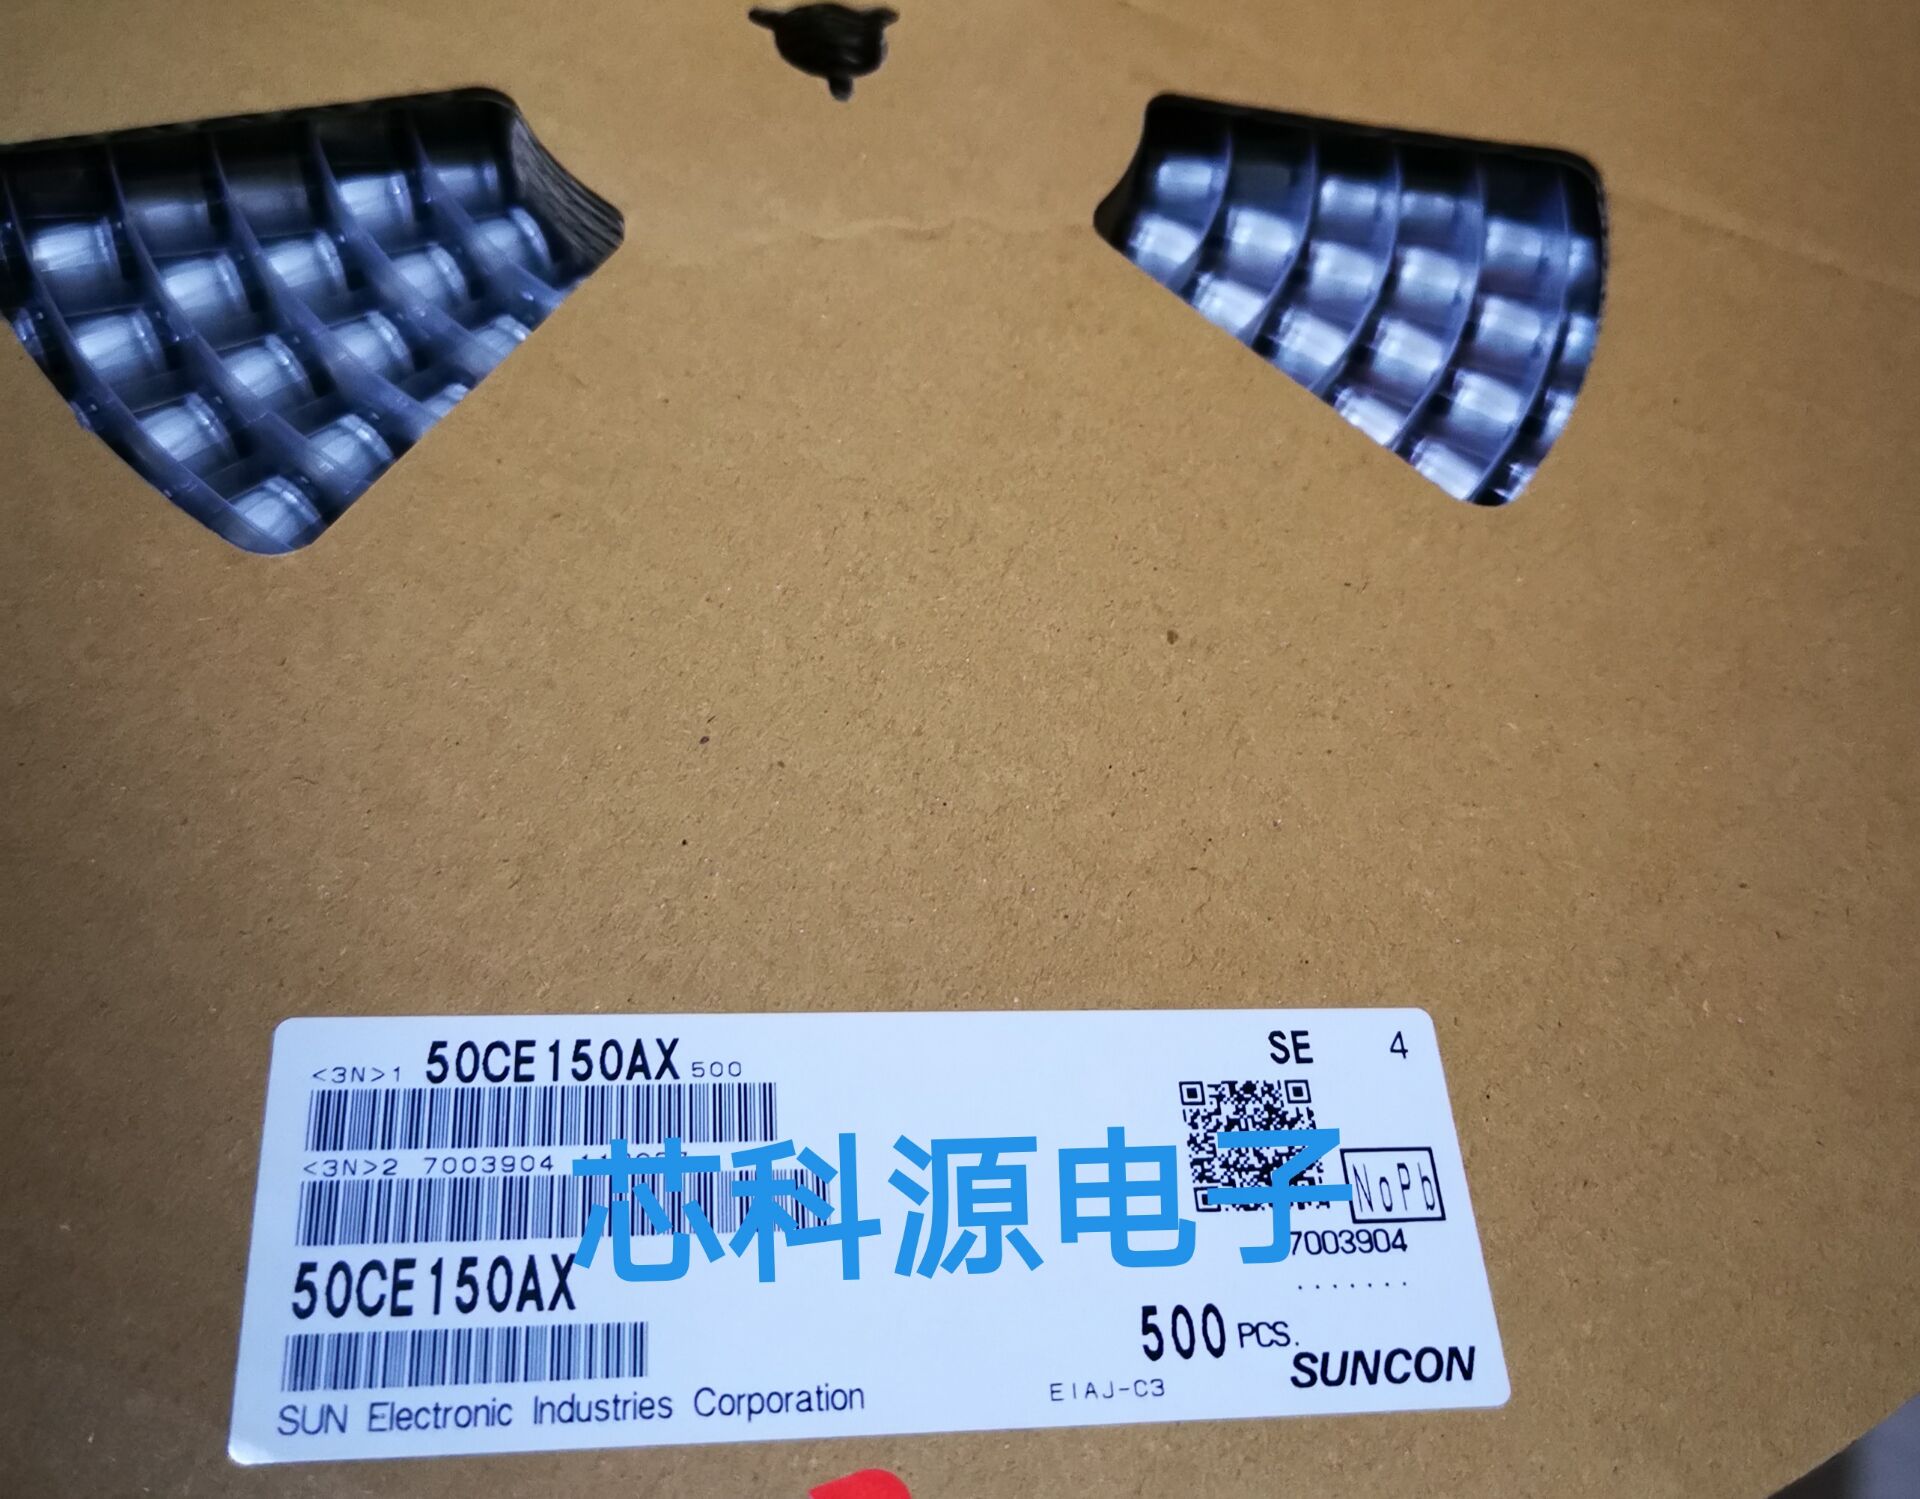 <3N>1 50CE150AX 500
SE 4
<3N>2 7003904
芯科源电子
NoPb
7003904
50CE150AX
500 PCS.
SUNCON
EIAJ-C3
SUN Electronic Industries Corporation